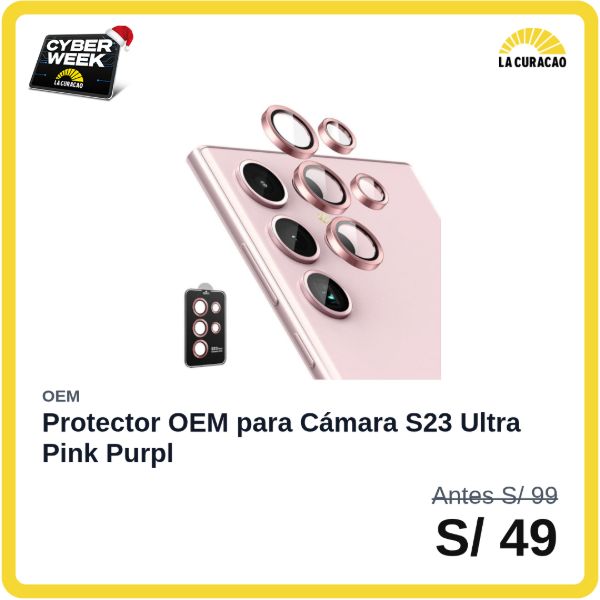 CYBER
WEEK
LA CURACAO
LA CURACAO
OEM
Protector OEM para Cámara S23 Ultra
Pink Purpl
Antes S/ 99
S/ 49